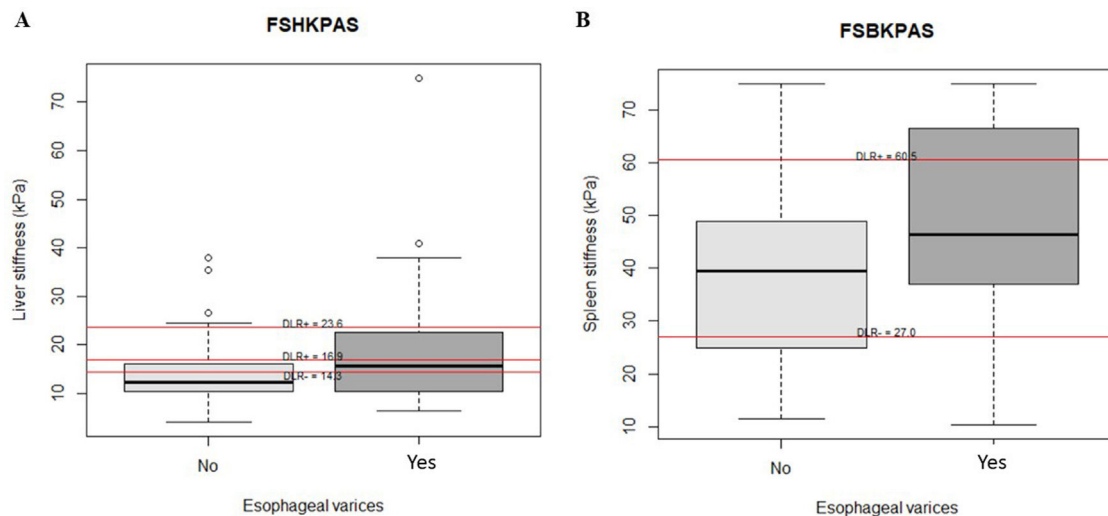 A
FSHKPAS
Liver stiffness (kPa)
70
60
50
40
30
20
10
DLR+ = 23.6
DLR+ = 16.9
DLR- = 14.3
No
Yes
Esophageal varices
B
FSBKPAS
Spleen stiffness (kPa)
70
60
50
40
30
20
10
DLR+ = 60.5
DLR- = 27.0
No
Yes
Esophageal varices